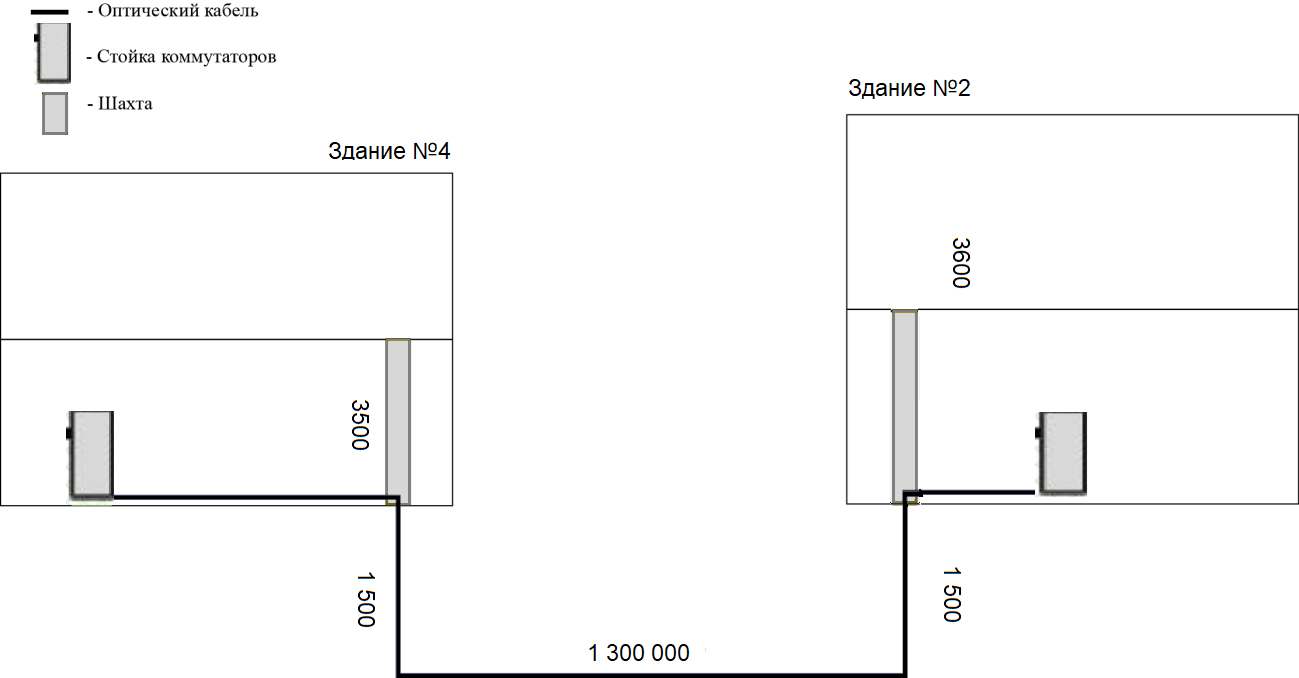 - Оптический кабель
- Стойка коммутаторов
- Шахта
Здание №2
Здание №4
3600
3500
1 500
1 500
1 300 000